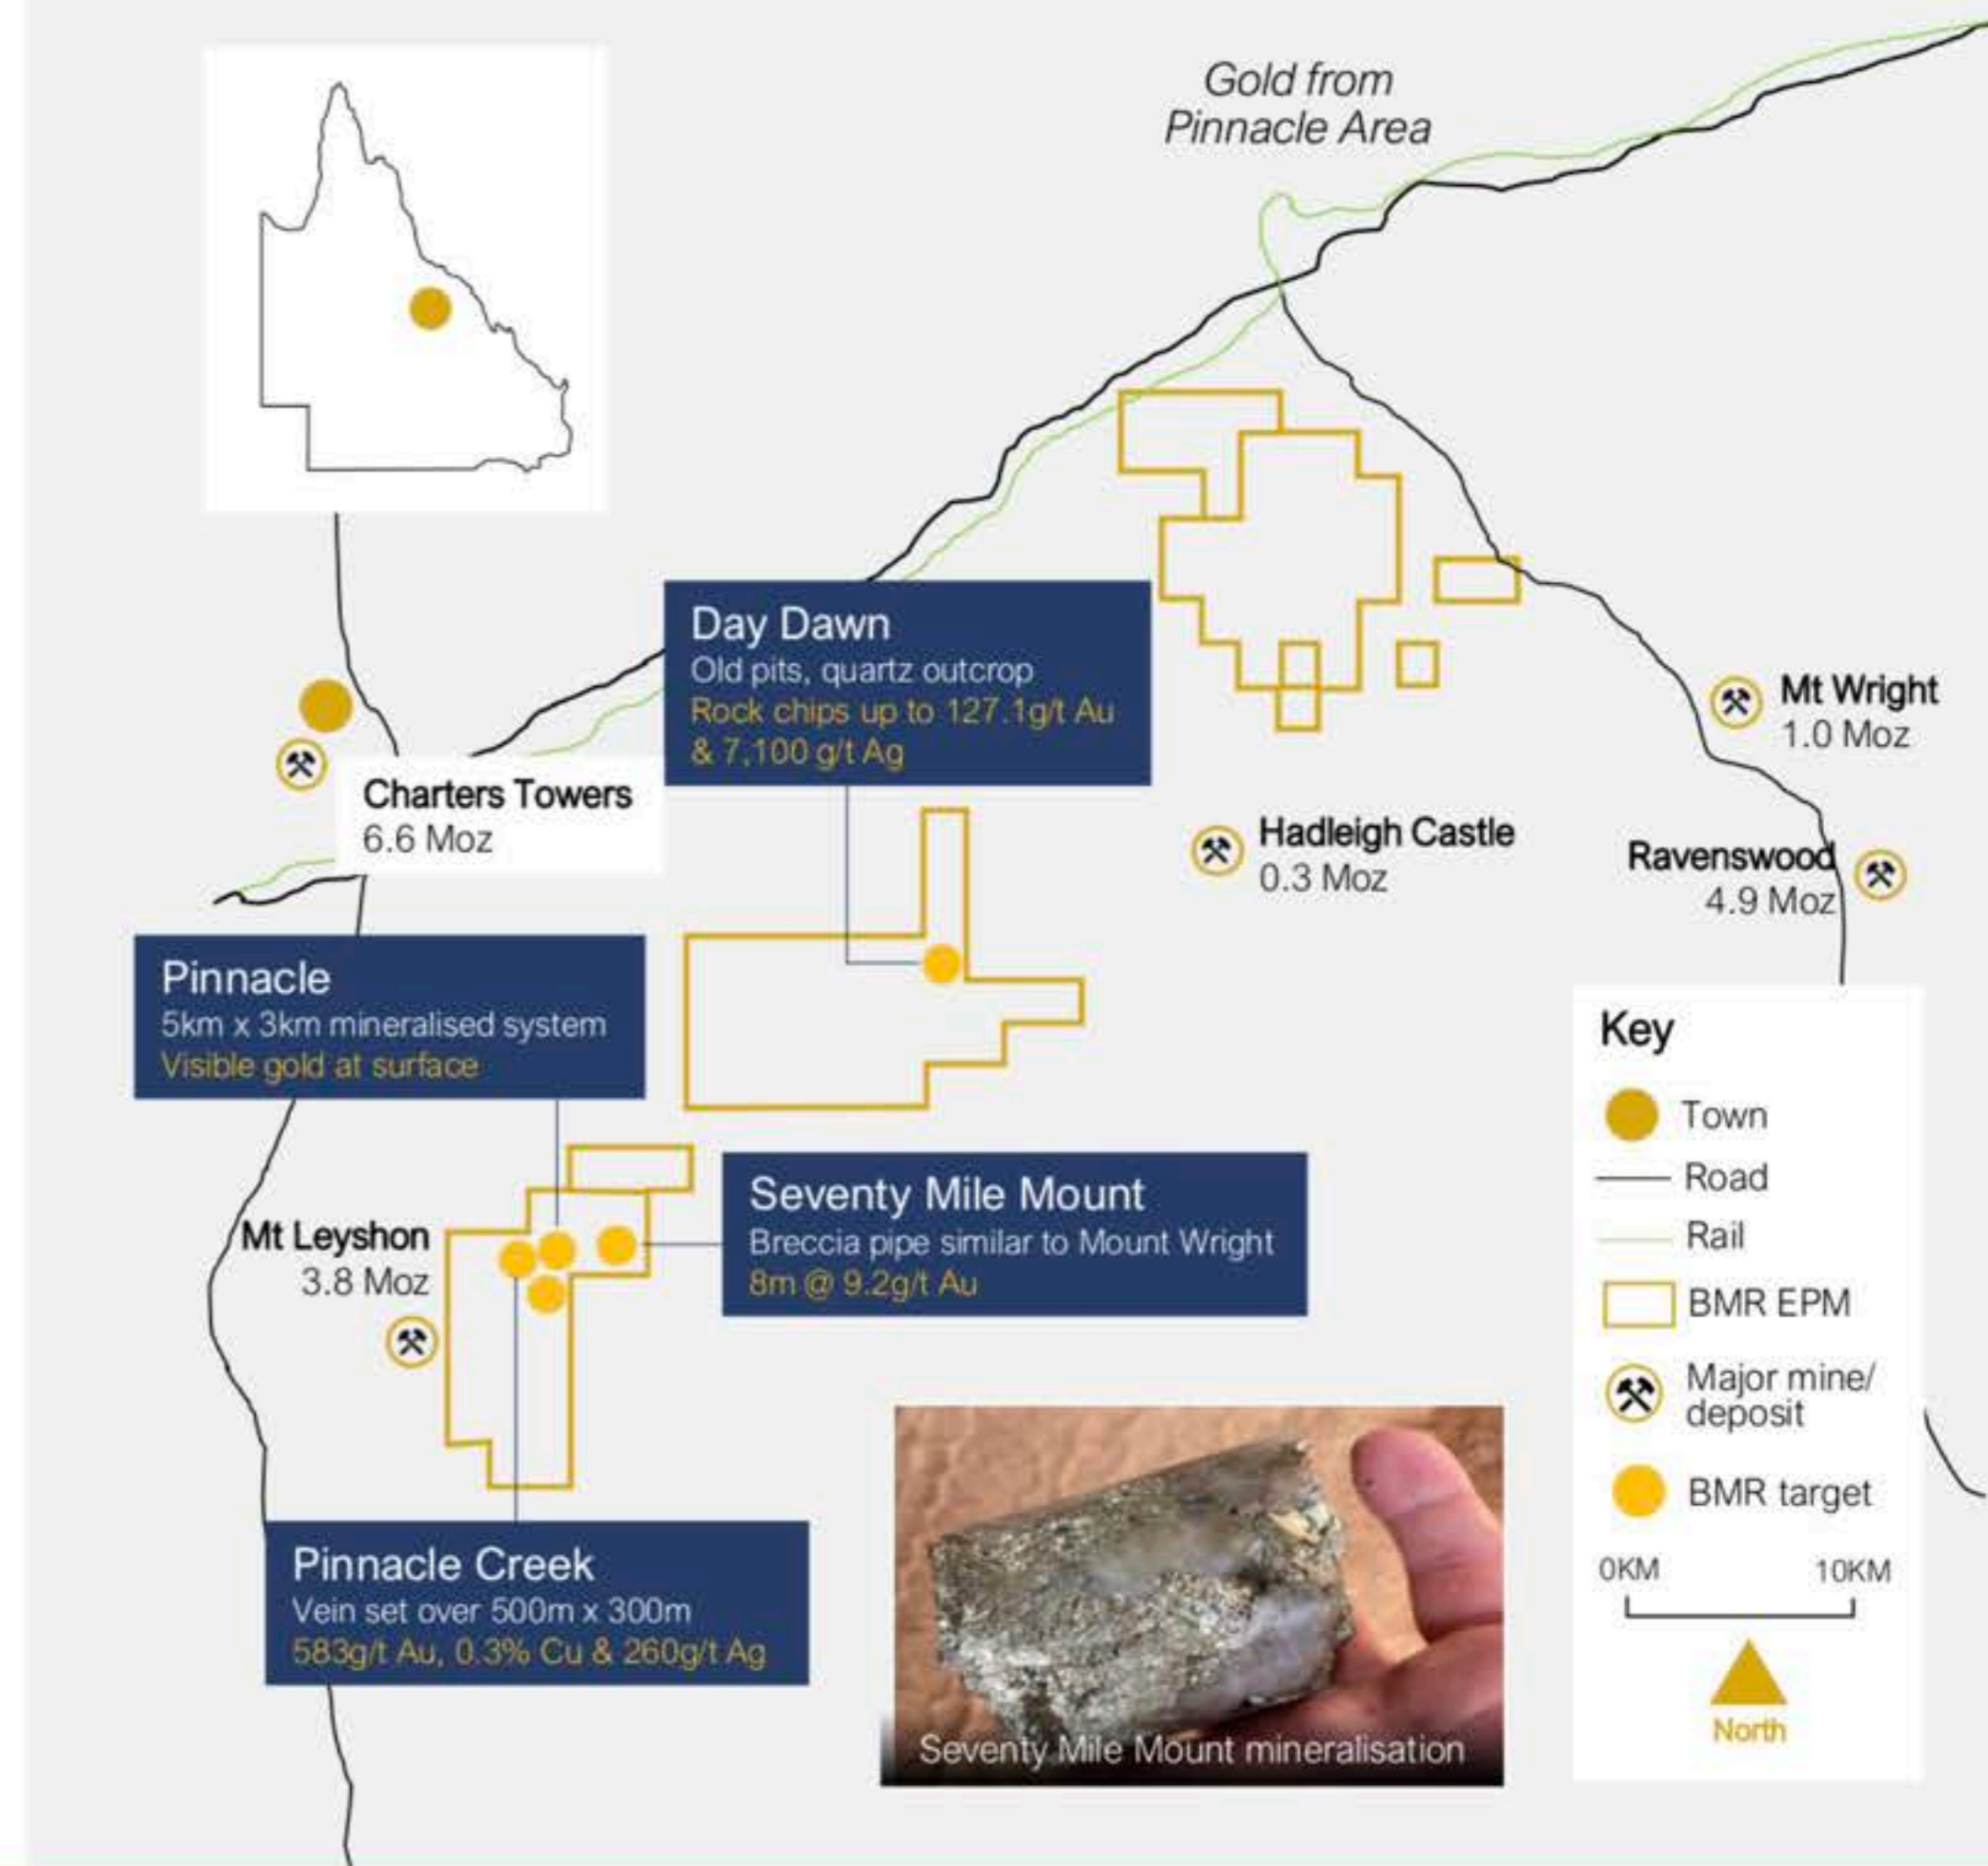 Gold from
Pinnacle Area
Day Dawn
Old pits, quartz outcrop
Rock chips up to 127.1g/t Au
& 7,100 g/t Ag
Mt Wright
1.0 Moz
Charters Towers
6.6 Moz
Hadleigh Castle
0.3 Moz
Ravenswood
4.9 Moz
Pinnacle
5km x 3km mineralised system
Visible gold at surface
Mt Leyshon
3.8 Moz
Seventy Mile Mount
Breccia pipe similar to Mount Wright
8m @ 9.2g/t Au
Pinnacle Creek
Vein set over 500m x 300m
583g/t Au, 0.3% Cu & 260g/t Ag
Seventy Mile Mount mineralisation
Key
Town
Road
Rail
BMR EPM
Major mine/
deposit
BMR target
0KM 10KM
North